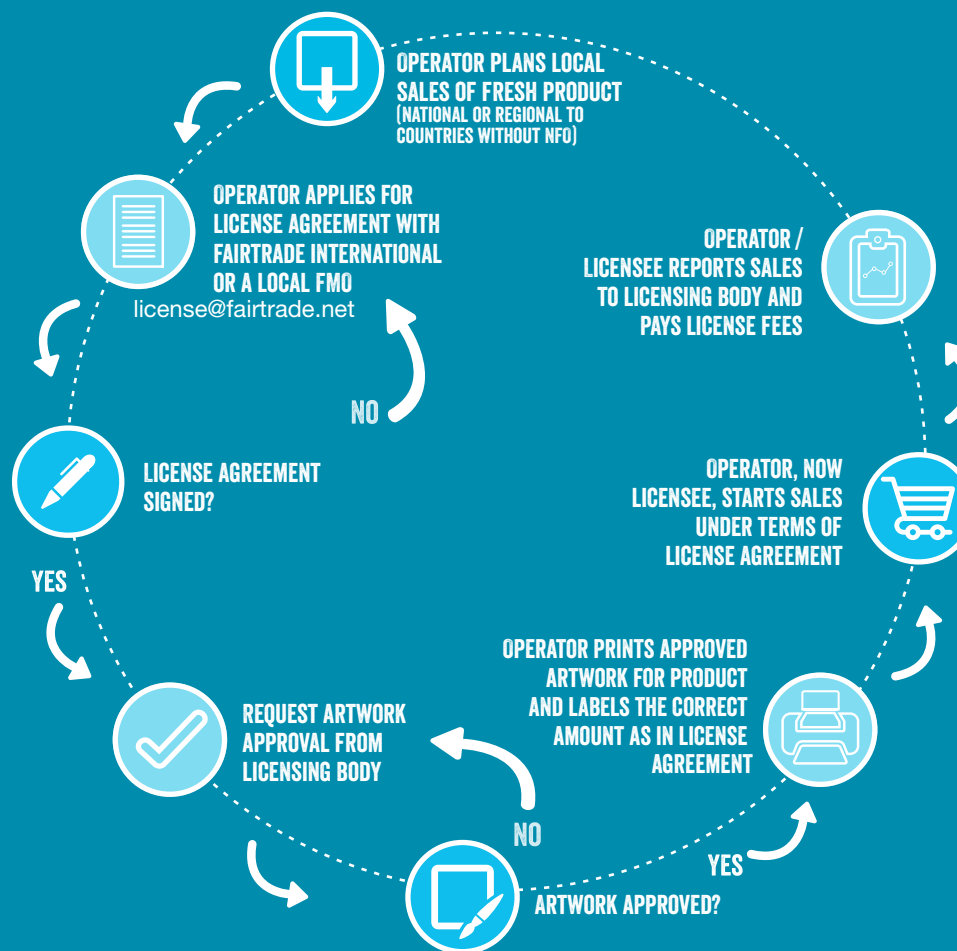 OPERATOR PLANS LOCAL
SALES OF FRESH PRODUCT
(NATIONAL OR REGIONAL TO
COUNTRIES WITHOUT NFO)
OPERATOR APPLIES FOR
LICENSE AGREEMENT WITH
FAIRTRADE INTERNATIONAL
OR A LOCAL FMO
license@fairtrade.net
NO
LICENSE AGREEMENT
SIGNED?
YES
REQUEST ARTWORK
APPROVAL FROM
LICENSING BODY
NO
ARTWORK APPROVED?
YES
OPERATOR PRINTS APPROVED
ARTWORK FOR PRODUCT
AND LABELS THE CORRECT
AMOUNT AS IN LICENSE
AGREEMENT
OPERATOR, NOW
LICENSEE, STARTS SALES
UNDER TERMS OF
LICENSE AGREEMENT
OPERATOR /
LICENSEE REPORTS SALES
TO LICENSING BODY AND
PAYS LICENSE FEES